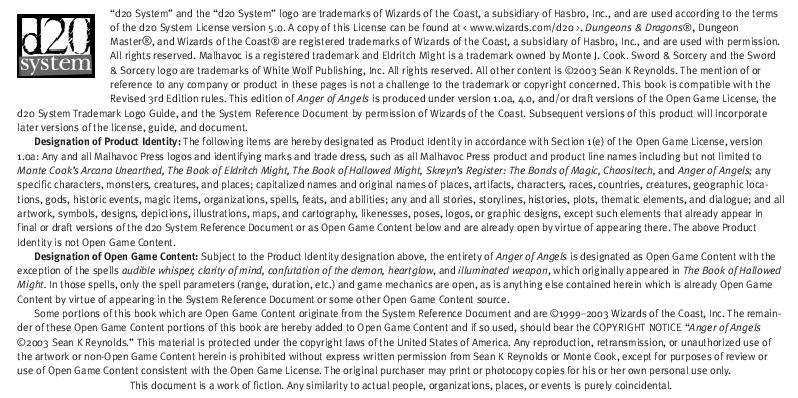 d20
system
“d20 System” and the “d20 System” logo are trademarks of Wizards of the Coast, a subsidiary of Hasbro, Inc., and are used according to the terms
of the d20 System License version 5.0. A copy of this License can be found at ‹ www.wizards.com/d20 ›. Dungeons & Dragons®, Dungeon
Master®, and Wizards of the Coast® are registered trademarks of Wizards of the Coast, a subsidiary of Hasbro, Inc., and are used with permission.
All rights reserved. Malhavoc is a registered trademark and Eldritch Might is a trademark owned by Monte J. Cook. Sword & Sorcery and the Sword
& Sorcery logo are trademarks of White Wolf Publishing, Inc. All rights reserved. All other content is ©2003 Sean K Reynolds. The mention of or
reference to any company or product in these pages is not a challenge to the trademark or copyright concerned. This book is compatible with the
Revised 3rd Edition rules. This edition of Anger of Angels is produced under version 1.0a, 4.0, and/or draft versions of the Open Game License, the
d20 System Trademark Logo Guide, and the System Reference Document by permission of Wizards of the Coast. Subsequent versions of this product will incorporate
later versions of the license, guide, and document.
Designation of Product Identity: The following items are hereby designated as Product Identity in accordance with Section 1(e) of the Open Game License, version
1.0a: Any and all Malhavoc Press logos and identifying marks and trade dress, such as all Malhavoc Press product and product line names including but not limited to
Monte Cook’s Arcana Unearthed, The Book of Eldritch Might, The Book of Hallowed Might, Skreyn’s Register: The Bonds of Magic, Chaositech, and Anger of Angels; any
specific characters, monsters, creatures, and places; capitalized names and original names of places, artifacts, characters, races, countries, creatures, geographic loca-
tions, gods, historic events, magic items, organizations, spells, feats, and abilities; any and all stories, storylines, histories, plots, thematic elements, and dialogue; and all
artwork, symbols, designs, depictions, illustrations, maps, and cartography, likenesses, poses, logos, or graphic designs, except such elements that already appear in
final or draft versions of the d20 System Reference Document or as Open Game Content below and are already open by virtue of appearing there. The above Product
Identity is not Open Game Content.
Designation of Open Game Content: Subject to the Product Identity designation above, the entirety of Anger of Angels is designated as Open Game Content with the
exception of the spells audible whisper, clarity of mind, confutation of the demon, heartglow, and illuminated weapon, which originally appeared in The Book of Hallowed
Might. In those spells, only the spell parameters (range, duration, etc.) and game mechanics are open, as is anything else contained herein which is already Open Game
Content by virtue of appearing in the System Reference Document or some other Open Game Content source.
Some portions of this book which are Open Game Content originate from the System Reference Document and are ©1999–2003 Wizards of the Coast, Inc. The remain-
der of these Open Game Content portions of this book are hereby added to Open Game Content and if so used, should bear the COPYRIGHT NOTICE “Anger of Angels
©2003 Sean K Reynolds.” This material is protected under the copyright laws of the United States of America. Any reproduction, retransmission, or unauthorized use of
the artwork or non-Open Game Content herein is prohibited without express written permission from Sean K Reynolds or Monte Cook, except for purposes of review or
use of Open Game Content consistent with the Open Game License. The original purchaser may print or photocopy copies for his or her own personal use only.
This document is a work of fiction. Any similarity to actual people, organizations, places, or events is purely coincidental.